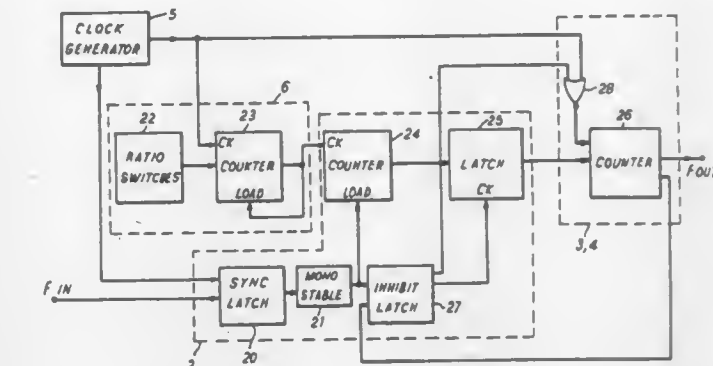 5
CLOCK
GENERATOR
6
22
RATIO
SWITCHES
23
CK
COUNTER
LOAD
24
CK
COUNTER
LOAD
25
LATCH
CK
28
26
COUNTER
F OUT
3,4
F IN
SYNC
LATCH
20
MONO
STABLE
21
INHIBIT
LATCH
27